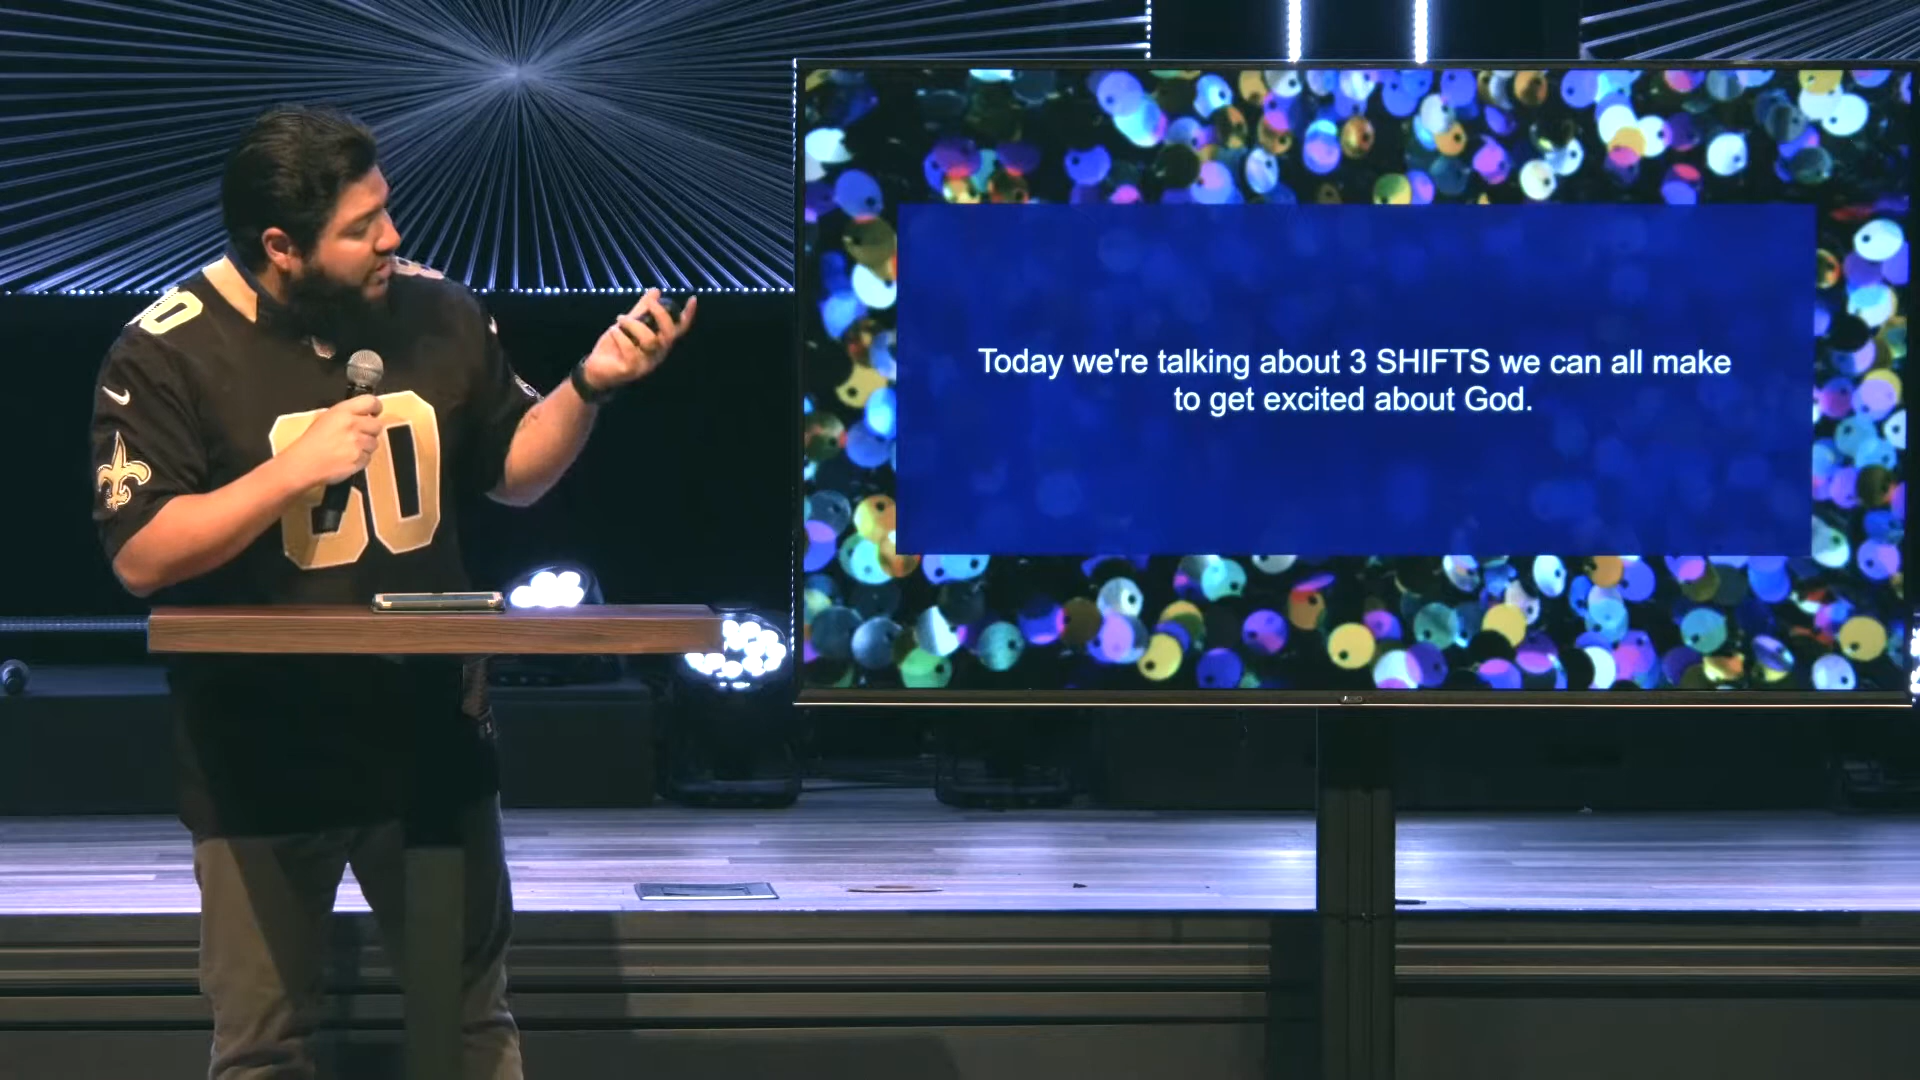 Today we're talking about 3 SHIFTS we can all make
to get excited about God.